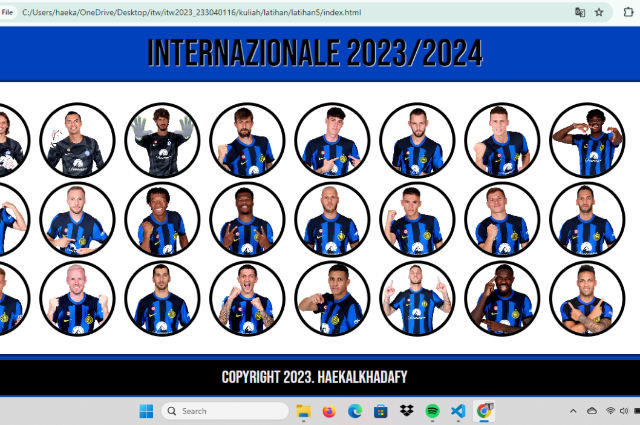 File C:/Users/haeka/OneDrive/Desktop/itw/itw2023_233040116/kuliah/latihan/latihan5/index.html
INTERNAZIONALE 2023/2024
COPYRIGHT 2023. HAEKALKHADAFY
Search